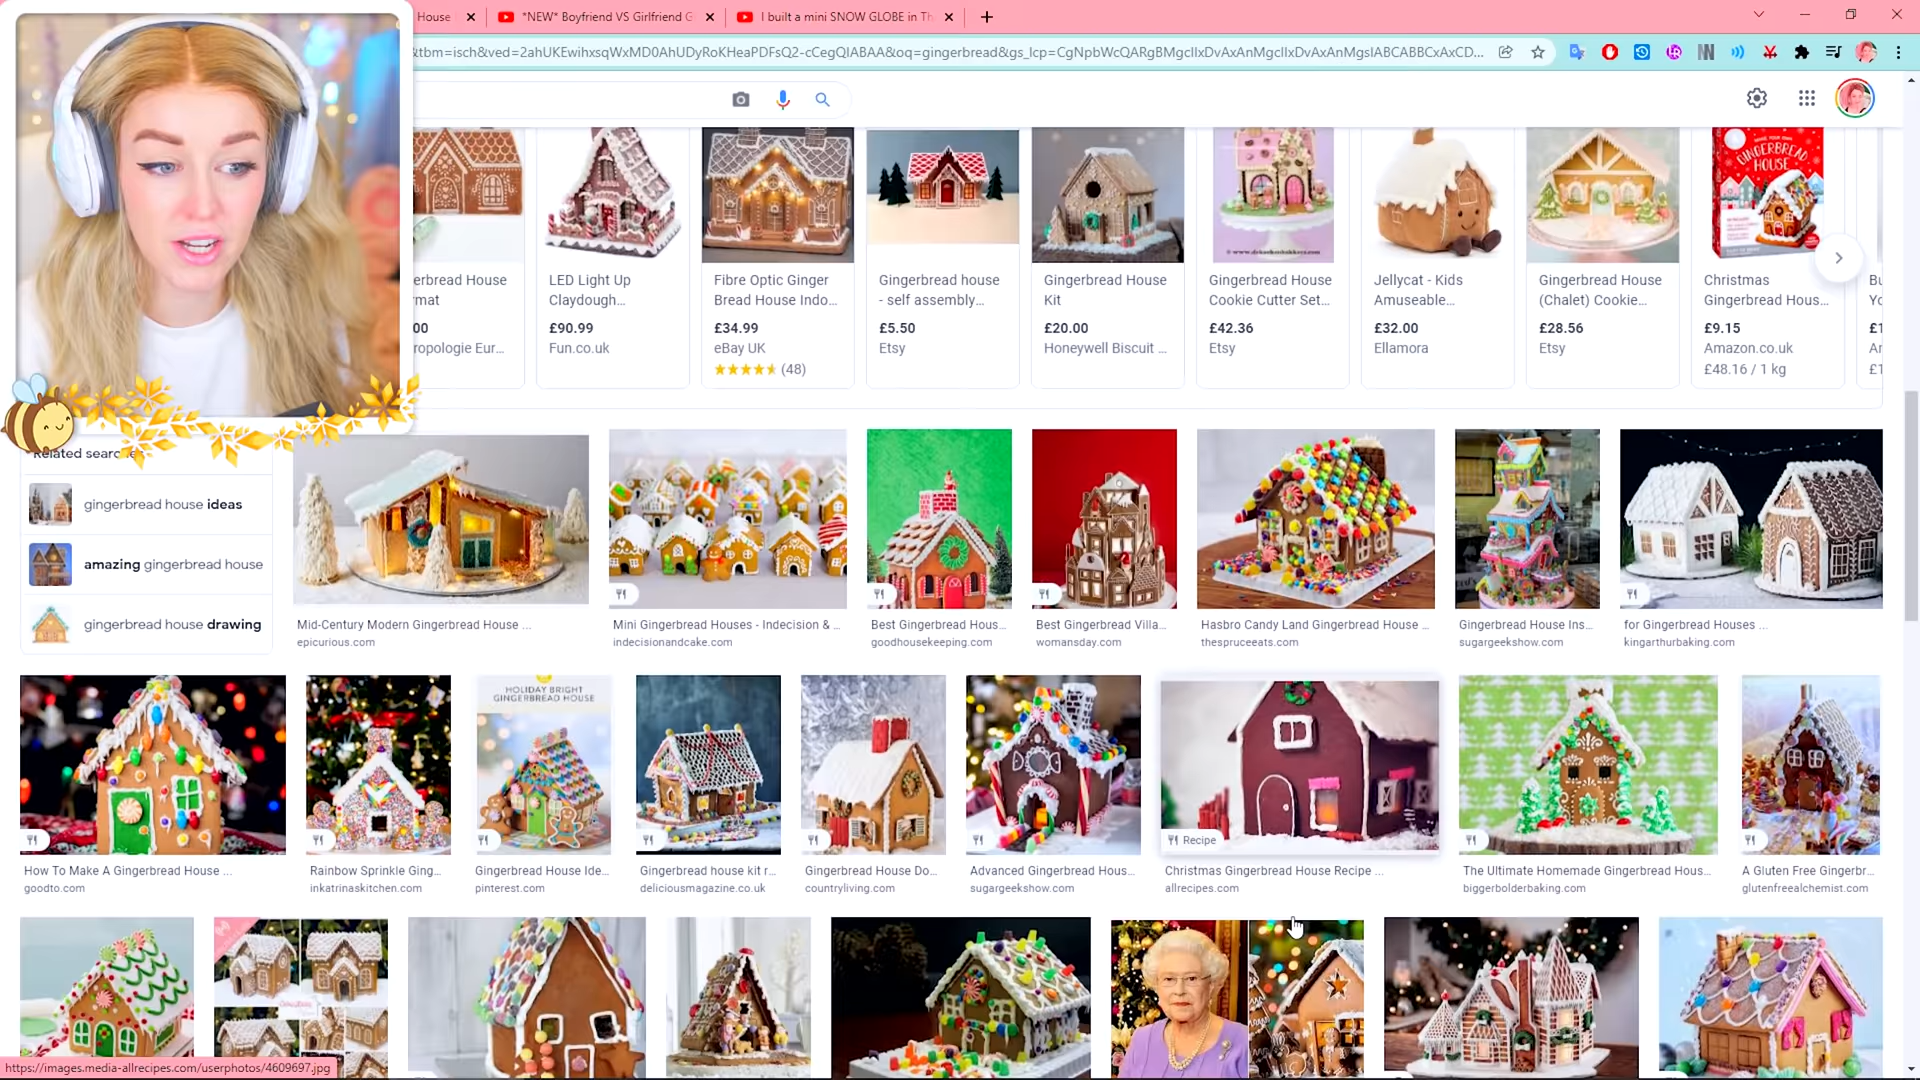 House
*NEW* Boyfriend VS Girlfriend G
I built a mini SNOW GLOBE in Th
&tbm=isch&ved=2ahUKEwihxsqWxMD0AhUDyRoKHeaPDFsQ2-cCegQIABAA&oq=gingerbread&gs_lcp=CgNpbWcQARgBMgcIIxDvAxAnMgcIIxDvAxAnMgsIABCABBCxAxCD...
erbread House
rmat
.00
ropologie Eur...
LED Light Up
Claydough...
£90.99
Fun.co.uk
Fibre Optic Ginger
Bread House Indo...
£34.99
eBay UK
(48)
Gingerbread house
- self assembly...
£5.50
Etsy
Gingerbread House
Kit
£20.00
Honeywell Biscuit ...
Gingerbread House
Cookie Cutter Set...
£42.36
Etsy
Jellycat - Kids
Amuseable...
£32.00
Ellamora
Gingerbread House
(Chalet) Cookie...
£28.56
Etsy
GINGERBREAD
HOUSE
Christmas
Gingerbread Hous...
£9.15
Amazon.co.uk
£48.16 / 1 kg
Related searches
gingerbread house ideas
amazing gingerbread house
gingerbread house drawing
Mid-Century Modern Gingerbread House ...
epicurious.com
Mini Gingerbread Houses - Indecision & ...
indecisionandcake.com
Best Gingerbread Hous...
goodhousekeeping.com
Best Gingerbread Villa...
womansday.com
Hasbro Candy Land Gingerbread House ...
thespruceeats.com
Gingerbread House Ins...
sugargeekshow.com
for Gingerbread Houses ...
kingarthurbaking.com
HOLIDAY BRIGHT
GINGERBREAD HOUSE
Recipe
How To Make A Gingerbread House ...
goodto.com
Rainbow Sprinkle Ging...
inkatrinaskitchen.com
Gingerbread House Ide...
pinterest.com
Gingerbread house kit r...
deliciousmagazine.co.uk
Gingerbread House Do...
countryliving.com
Advanced Gingerbread Hous...
sugargeekshow.com
Christmas Gingerbread House Recipe ...
allrecipes.com
The Ultimate Homemade Gingerbread Hous...
biggerbolderbaking.com
A Gluten Free Gingerbr...
glutenfreealchemist.com
https://images.media-allrecipes.com/userphotos/4609697.jpg